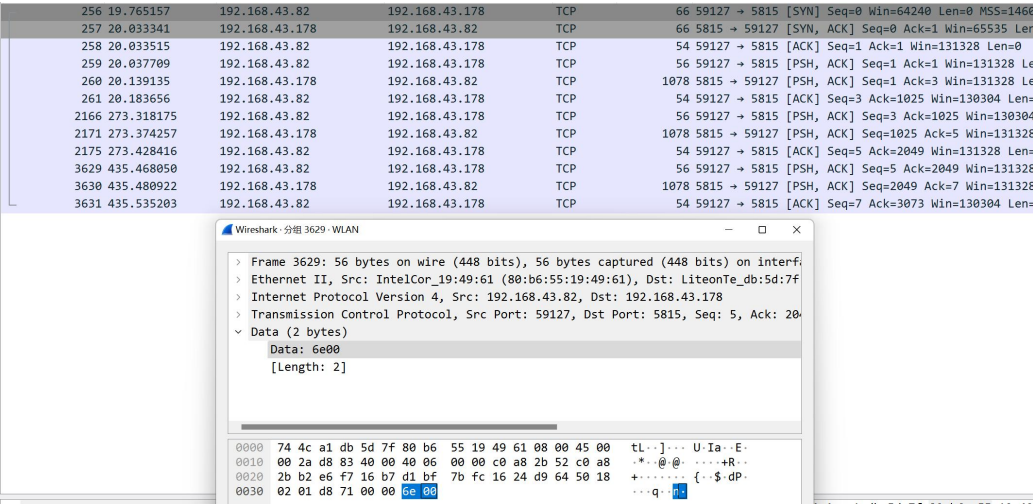 256 19.765157 192.168.43.82 192.168.43.178 TCP 66 59127 → 5815 [SYN] Seq=0 Win=64240 Len=0 MSS=1460
257 20.033341 192.168.43.178 192.168.43.82 TCP 66 5815 → 59127 [SYN, ACK] Seq=0 Ack=1 Win=65535 Len
258 20.033515 192.168.43.82 192.168.43.178 TCP 54 59127 → 5815 [ACK] Seq=1 Ack=1 Win=131328 Len=0
259 20.037709 192.168.43.82 192.168.43.178 TCP 56 59127 → 5815 [PSH, ACK] Seq=1 Ack=1 Win=131328 Le
260 20.139135 192.168.43.178 192.168.43.82 TCP 1078 5815 → 59127 [PSH, ACK] Seq=1 Ack=3 Win=131328 Le
261 20.183656 192.168.43.82 192.168.43.178 TCP 54 59127 → 5815 [ACK] Seq=3 Ack=1025 Win=130304 Len=
2166 273.318175 192.168.43.82 192.168.43.178 TCP 56 59127 → 5815 [PSH, ACK] Seq=3 Ack=1025 Win=130304
2171 273.374257 192.168.43.178 192.168.43.82 TCP 1078 5815 → 59127 [PSH, ACK] Seq=1025 Ack=5 Win=131328
2175 273.428416 192.168.43.82 192.168.43.178 TCP 54 59127 → 5815 [ACK] Seq=5 Ack=2049 Win=131328 Len=
3629 435.468050 192.168.43.82 192.168.43.178 TCP 56 59127 → 5815 [PSH, ACK] Seq=5 Ack=2049 Win=131328
3630 435.480922 192.168.43.178 192.168.43.82 TCP 1078 5815 → 59127 [PSH, ACK] Seq=2049 Ack=7 Win=131328
3631 435.535203 192.168.43.82 192.168.43.178 TCP 54 59127 → 5815 [ACK] Seq=7 Ack=3073 Win=130304 Len=
Wireshark · 分组 3629 · WLAN
Frame 3629: 56 bytes on wire (448 bits), 56 bytes captured (448 bits) on interfa
Ethernet II, Src: IntelCor_19:49:61 (80:b6:55:19:49:61), Dst: LiteonTe_db:5d:7f
Internet Protocol Version 4, Src: 192.168.43.82, Dst: 192.168.43.178
Transmission Control Protocol, Src Port: 59127, Dst Port: 5815, Seq: 5, Ack: 204
Data (2 bytes)
Data: 6e00
[Length: 2]
0000 74 4c a1 db 5d 7f 80 b6 55 19 49 61 08 00 45 00 tL··]··· U·Ia··E·
0010 00 2a d8 83 40 00 40 06 00 00 c0 a8 2b 52 c0 a8 ·*··@·@· ····+R··
0020 2b b2 e6 f7 16 b7 d1 bf 7b fc 16 24 d9 64 50 18 +······· {··$·dP·
0030 02 01 d8 71 00 00 6e 00 ···q··n·